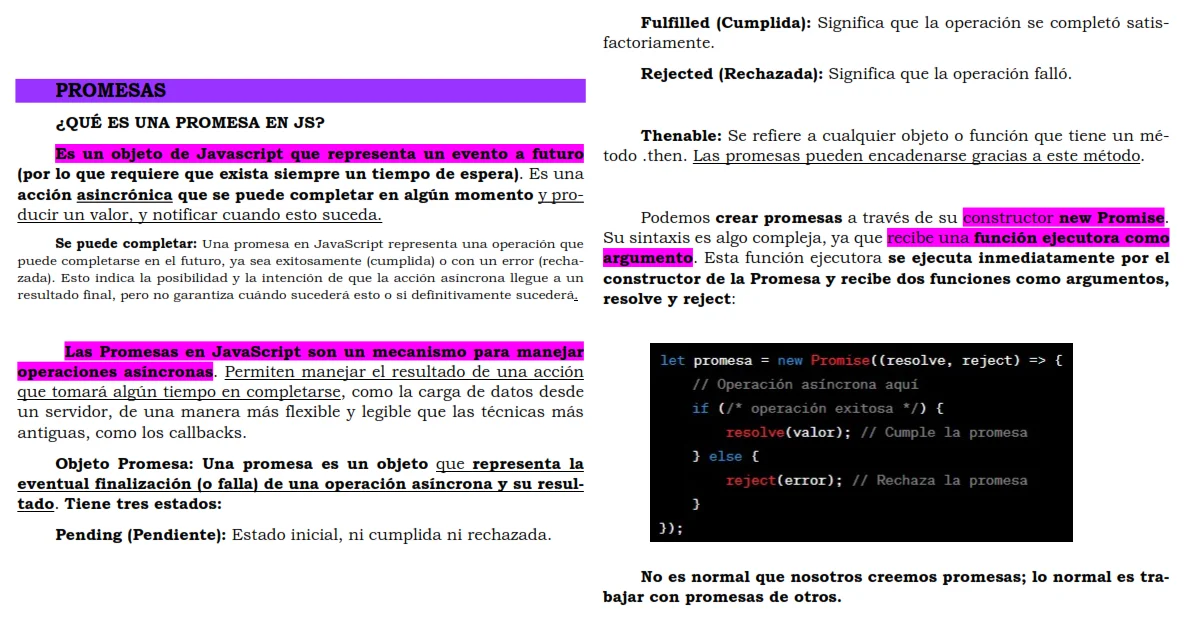 PROMESAS
¿QUÉ ES UNA PROMESA EN JS?
Es un objeto de Javascript que representa un evento a futuro
(por lo que requiere que exista siempre un tiempo de espera). Es una
acción asincrónica que se puede completar en algún momento y pro-
ducir un valor, y notificar cuando esto suceda.
Se puede completar: Una promesa en JavaScript representa una operación que
puede completarse en el futuro, ya sea exitosamente (cumplida) o con un error (recha-
zada). Esto indica la posibilidad y la intención de que la acción asíncrona llegue a un
resultado final, pero no garantiza cuándo sucederá esto o si definitivamente sucederá.
Las Promesas en JavaScript son un mecanismo para manejar
operaciones asíncronas. Permiten manejar el resultado de una acción
que tomará algún tiempo en completarse, como la carga de datos desde
un servidor, de una manera más flexible y legible que las técnicas más
antiguas, como los callbacks.
Objeto Promesa: Una promesa es un objeto que representa la
eventual finalización (o falla) de una operación asíncrona y su resul-
tado. Tiene tres estados:
Pending (Pendiente): Estado inicial, ni cumplida ni rechazada.
Fulfilled (Cumplida): Significa que la operación se completó satis-
factoriamente.
Rejected (Rechazada): Significa que la operación falló.
Thenable: Se refiere a cualquier objeto o función que tiene un mé-
todo .then. Las promesas pueden encadenarse gracias a este método.
Podemos crear promesas a través de su constructor new Promise.
Su sintaxis es algo compleja, ya que recibe una función ejecutora como
argumento. Esta función ejecutora se ejecuta inmediatamente por el
constructor de la Promesa y recibe dos funciones como argumentos,
resolve y reject:
let promesa = new Promise((resolve, reject) => {
// Operación asíncrona aquí
if (/* operación exitosa */) {
resolve(valor); // Cumple la promesa
} else {
reject(error); // Rechaza la promesa
}
});
No es normal que nosotros creemos promesas; lo normal es tra-
bajar con promesas de otros.